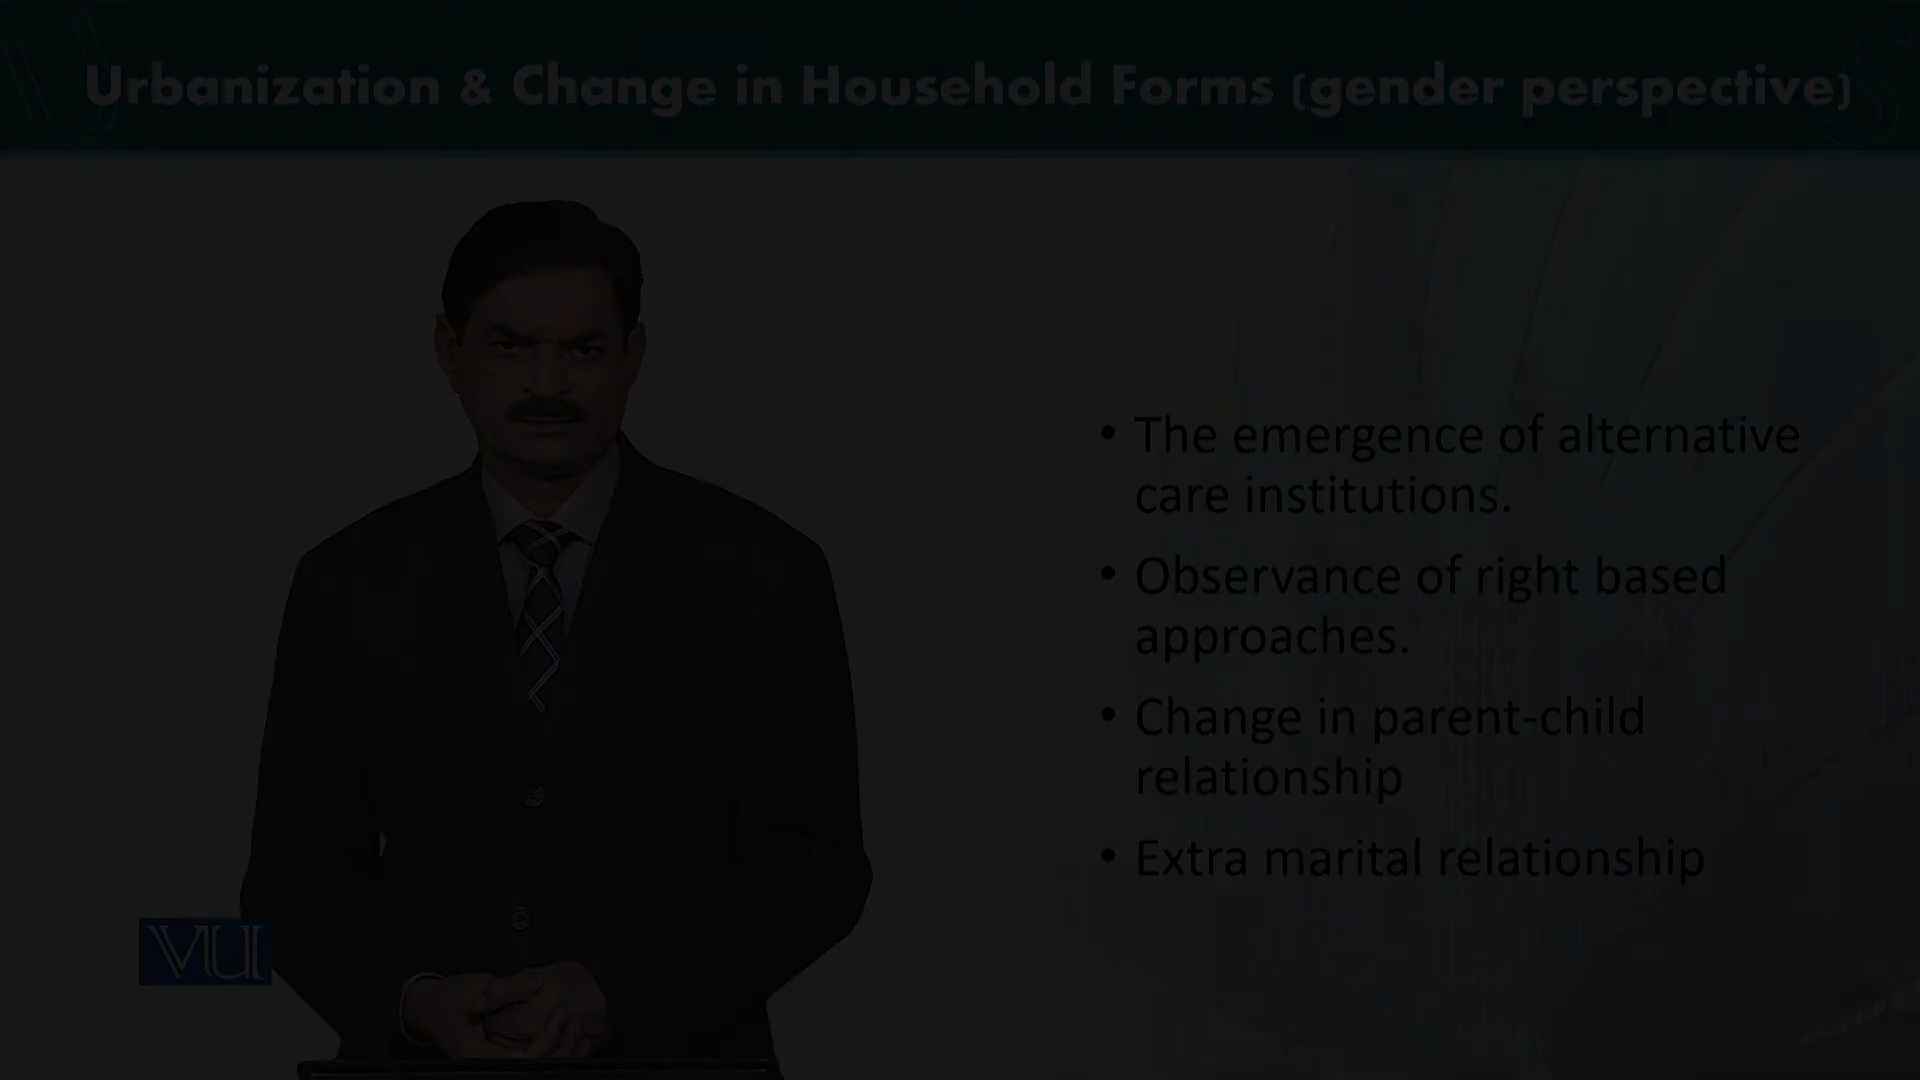 Urbanization & Change in Household Forms (gender perspective)
• The emergence of alternative
care institutions.
• Observance of right based
approaches.
• Change in parent-child
relationship
• Extra marital relationship
VU